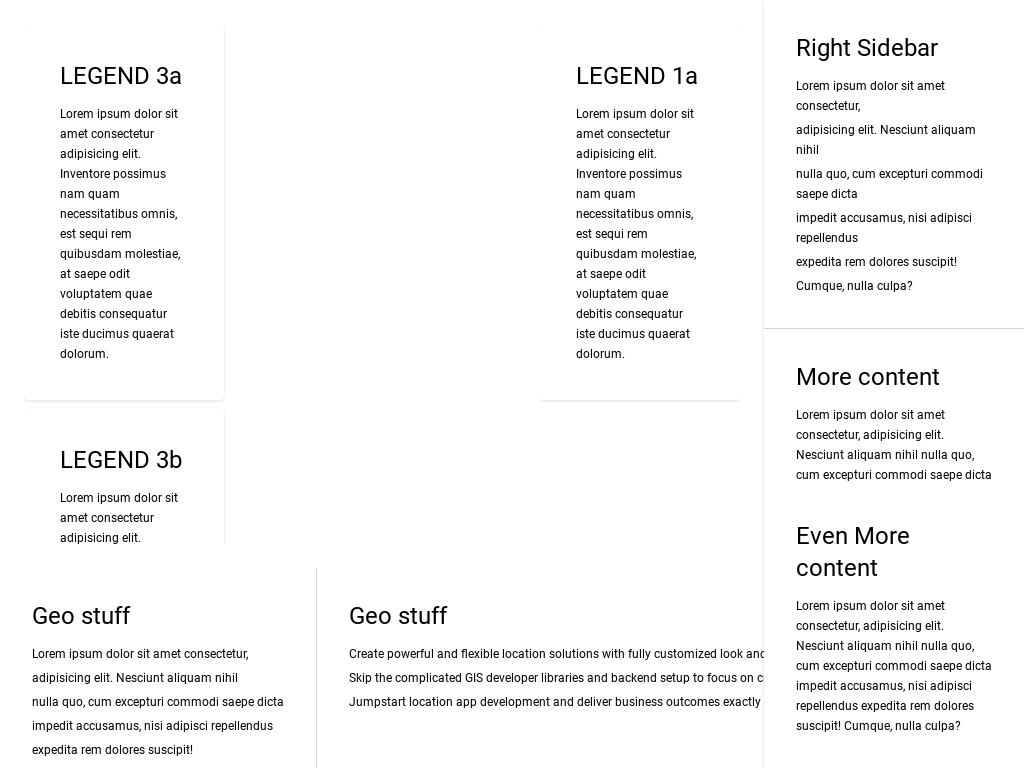 LEGEND 3a
Lorem ipsum dolor sit
amet consectetur
adipisicing elit.
Inventore possimus
nam quam
necessitatibus omnis,
est sequi rem
quibusdam molestiae,
at saepe odit
voluptatem quae
debitis consequatur
iste ducimus quaerat
dolorum.
LEGEND 3b
Lorem ipsum dolor sit
amet consectetur
adipisicing elit.
LEGEND 1a
Lorem ipsum dolor sit
amet consectetur
adipisicing elit.
Inventore possimus
nam quam
necessitatibus omnis,
est sequi rem
quibusdam molestiae,
at saepe odit
voluptatem quae
debitis consequatur
iste ducimus quaerat
dolorum.
Geo stuff
Lorem ipsum dolor sit amet consectetur,
adipisicing elit. Nesciunt aliquam nihil
nulla quo, cum excepturi commodi saepe dicta
impedit accusamus, nisi adipisci repellendus
expedita rem dolores suscipit!
Geo stuff
Create powerful and flexible location solutions with fully customized look and
Skip the complicated GIS developer libraries and backend setup to focus on
Jumpstart location app development and deliver business outcomes exactly
Right Sidebar
Lorem ipsum dolor sit amet
consectetur,
adipisicing elit. Nesciunt aliquam
nihil
nulla quo, cum excepturi commodi
saepe dicta
impedit accusamus, nisi adipisci
repellendus
expedita rem dolores suscipit!
Cumque, nulla culpa?
More content
Lorem ipsum dolor sit amet
consectetur, adipisicing elit.
Nesciunt aliquam nihil nulla quo,
cum excepturi commodi saepe dicta
Even More
content
Lorem ipsum dolor sit amet
consectetur, adipisicing elit.
Nesciunt aliquam nihil nulla quo,
cum excepturi commodi saepe dicta
impedit accusamus, nisi adipisci
repellendus expedita rem dolores
suscipit! Cumque, nulla culpa?